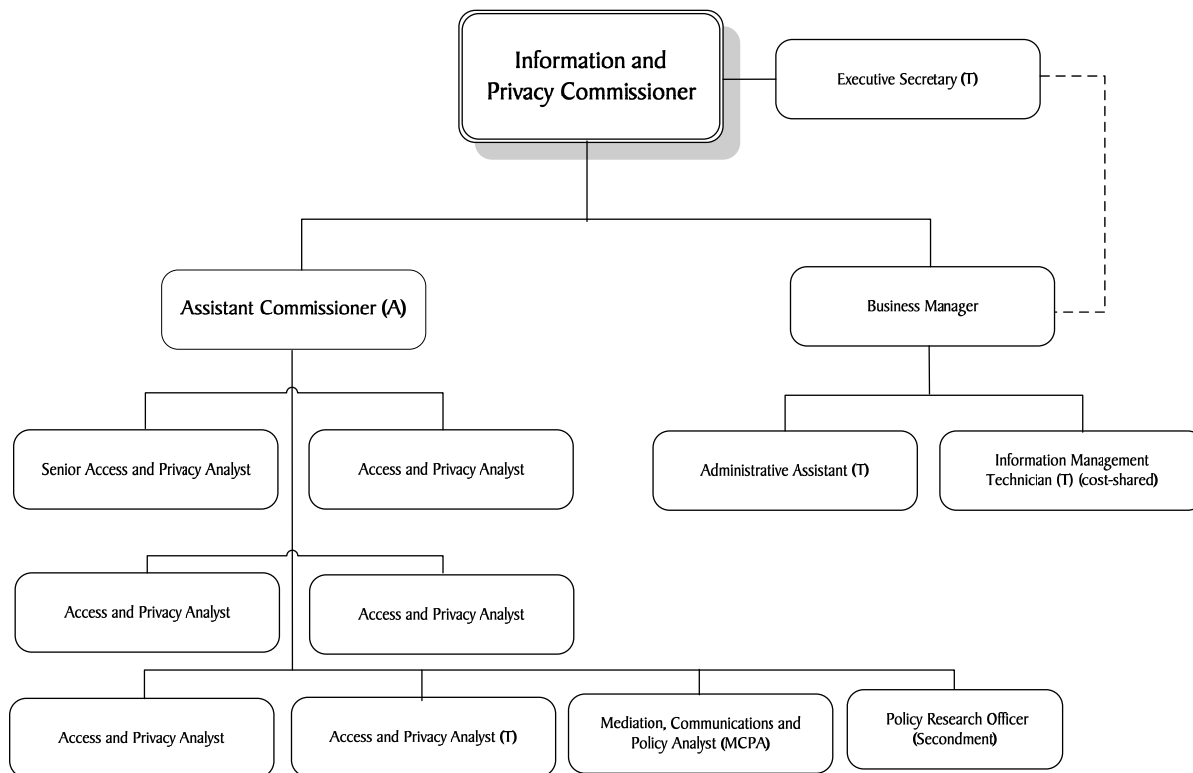 Information and
Privacy Commissioner
Executive Secretary (T)
Assistant Commissioner (A)
Business Manager
Senior Access and Privacy Analyst
Access and Privacy Analyst
Administrative Assistant (T)
Information Management
Technician (T) (cost-shared)
Access and Privacy Analyst
Access and Privacy Analyst
Access and Privacy Analyst
Access and Privacy Analyst (T)
Mediation, Communications and
Policy Analyst (MCPA)
Policy Research Officer
(Secondment)